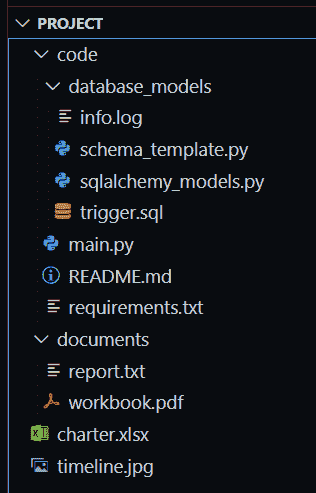 PROJECT
code
database_models
info.log
schema_template.py
sqlalchemy_models.py
trigger.sql
main.py
README.md
requirements.txt
documents
report.txt
workbook.pdf
charter.xlsx
timeline.jpg